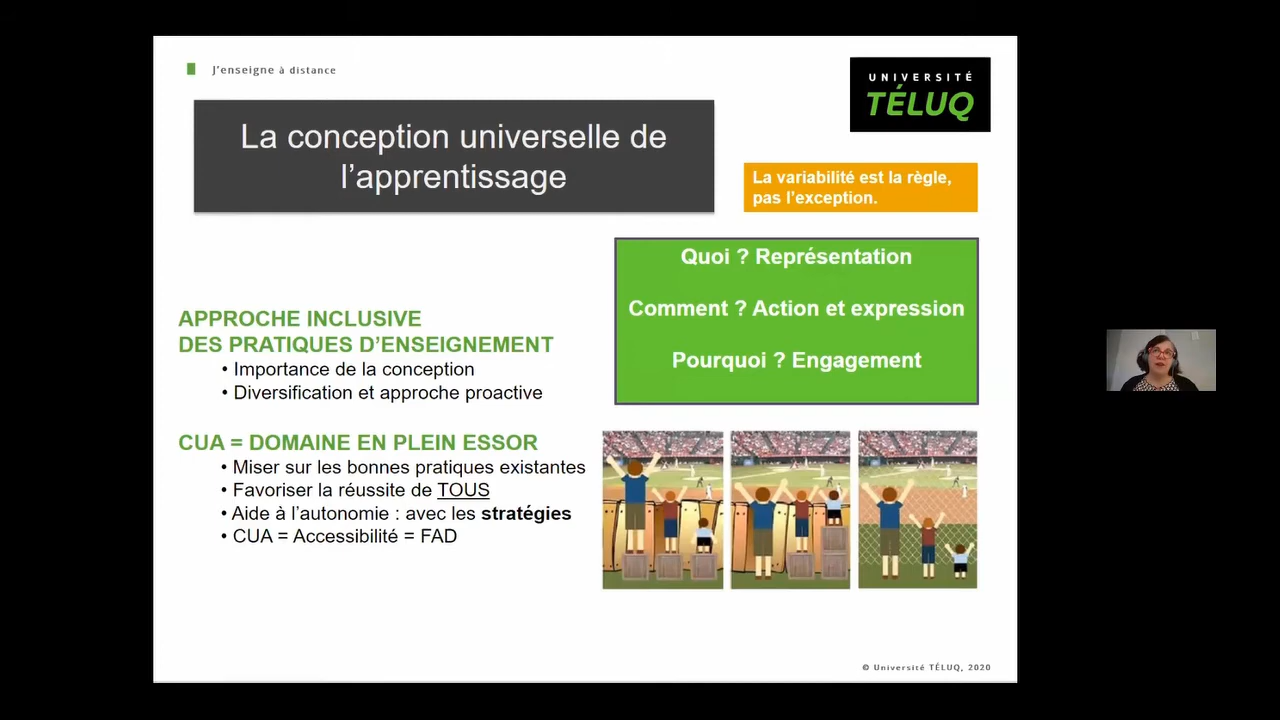 J'enseigne à distance
UNIVERSITÉ
TÉLUQ
La conception universelle de
l'apprentissage
La variabilité est la règle,
pas l'exception.
Quoi ? Représentation
Comment ? Action et expression
Pourquoi ? Engagement
APPROCHE INCLUSIVE
DES PRATIQUES D'ENSEIGNEMENT
• Importance de la conception
• Diversification et approche proactive
CUA = DOMAINE EN PLEIN ESSOR
• Miser sur les bonnes pratiques existantes
• Favoriser la réussite de TOUS
• Aide à l'autonomie : avec les stratégies
• CUA = Accessibilité = FAD
© Université TÉLUQ, 2020